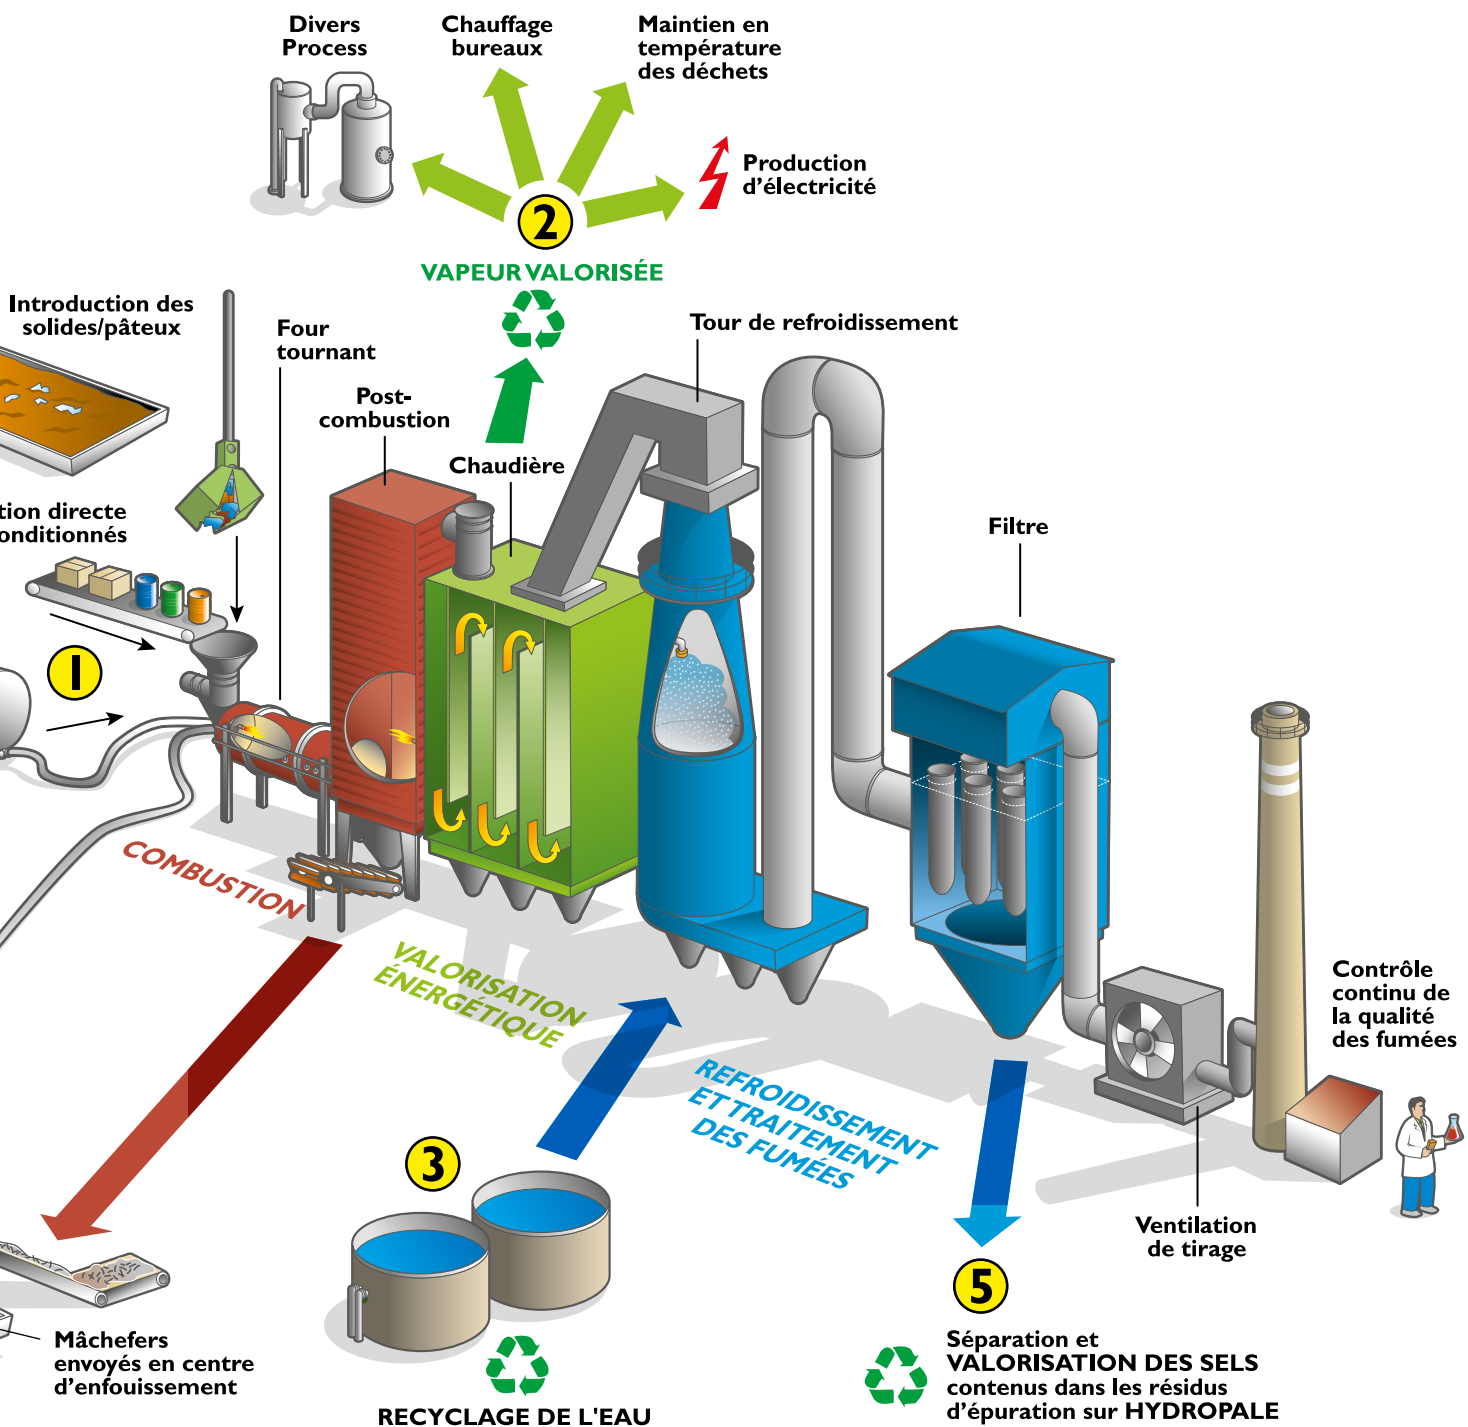 Divers
Process
Chauffage
bureaux
Maintien en
température
des déchets
Production
d'électricité
2
VAPEUR VALORISÉE
Introduction des
solides/pâteux
Four
tournant
Tour de refroidissement
Post-
combustion
Chaudière
tion directe
onditionnés
Filtre
1
COMBUSTION
VALORISATION
ÉNERGÉTIQUE
REFROIDISSEMENT
ET TRAITEMENT
DES FUMÉES
Contrôle
continu de
la qualité
des fumées
3
Ventilation
de tirage
5
Mâchefers
envoyés en centre
d'enfouissement
RECYCLAGE DE L'EAU
Séparation et
VALORISATION DES SELS
contenus dans les résidus
d'épuration sur HYDROPALE